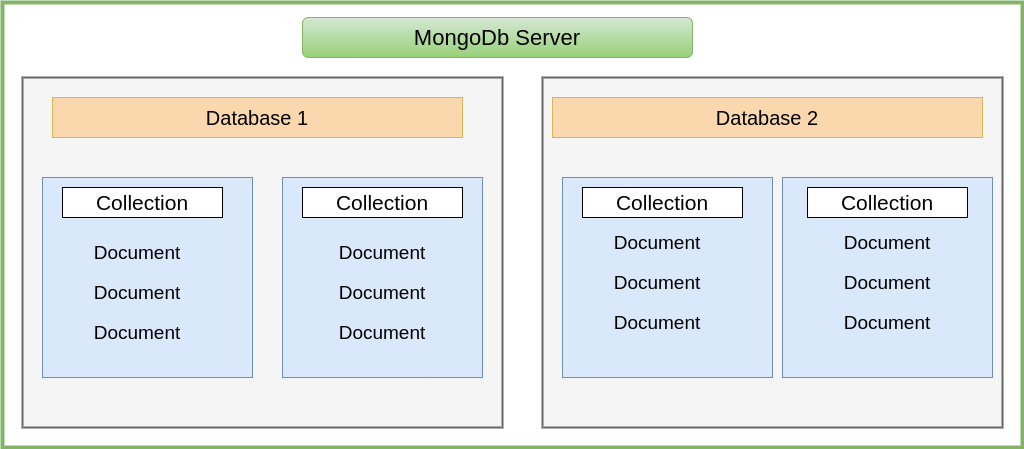 MongoDb Server
Database 1
Collection
Document
Document
Document
Collection
Document
Document
Document
Database 2
Collection
Document
Document
Document
Collection
Document
Document
Document